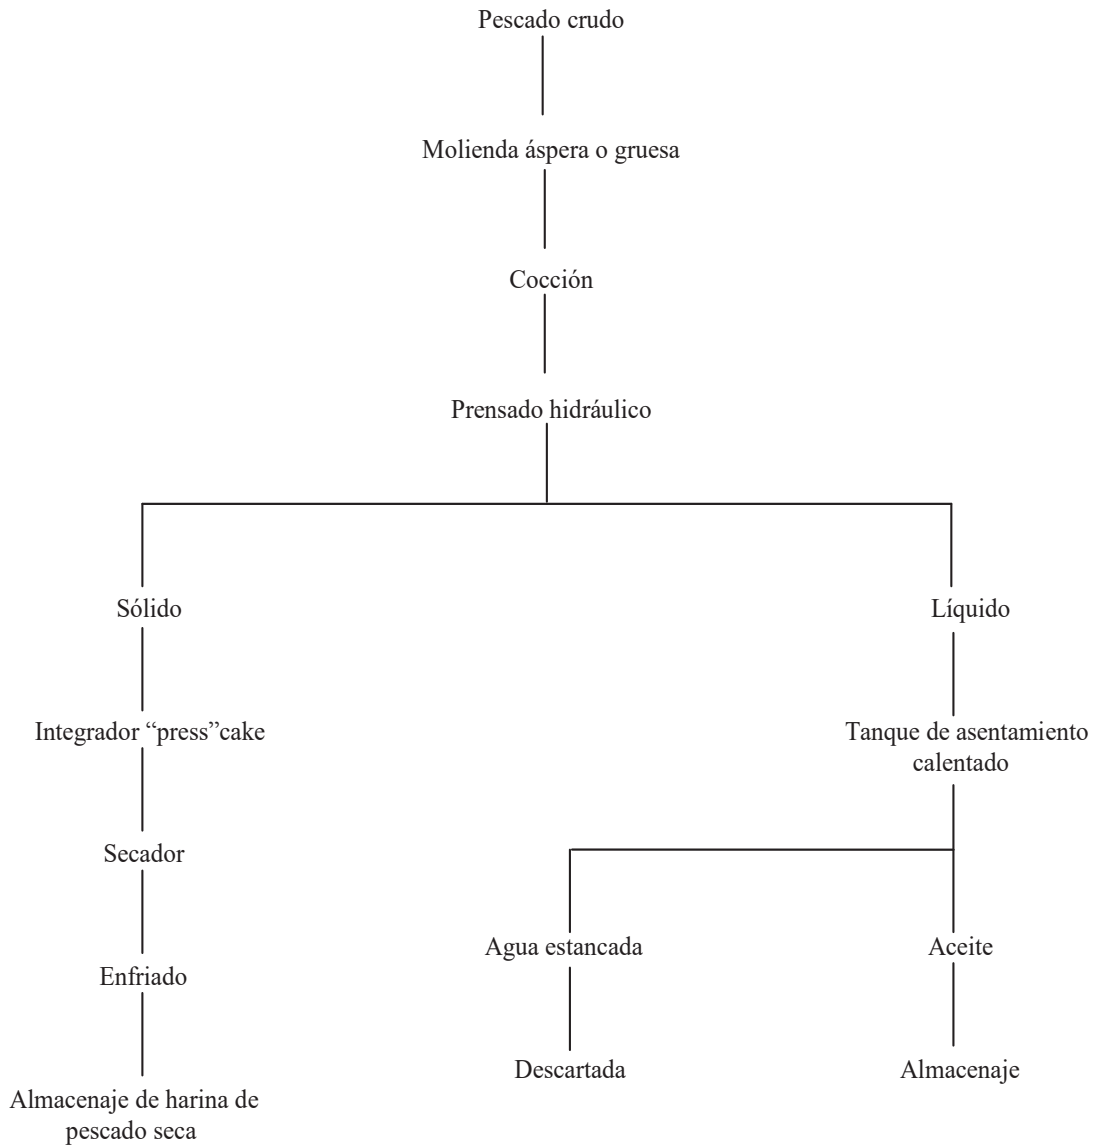 Pescado crudo
Molienda áspera o gruesa
Cocción
Prensado hidráulico
Sólido
Líquido
Integrador “press”cake
Tanque de asentamiento
calentado
Secador
Agua estancada
Aceite
Enfriado
Descartada
Almacenaje
Almacenaje de harina de
pescado seca